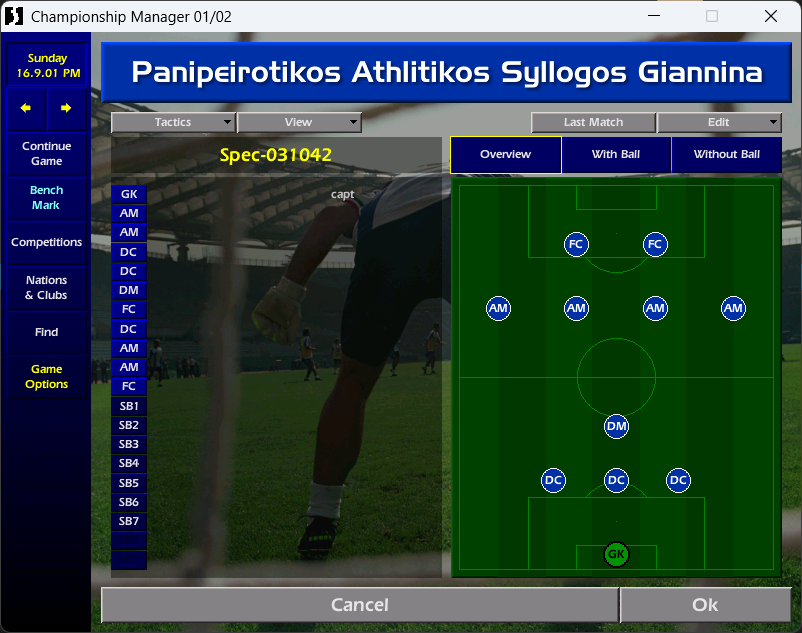 Championship Manager 01/02
Sunday
16.9.01 PM
Continue
Game
Bench
Mark
Competitions
Nations
& Clubs
Find
Game
Options
Panipeirotikos Athlitikos Syllogos Giannina
Tactics
View
Last Match
Edit
Spec-031042
Overview
With Ball
Without Ball
GK capt
AM
AM
DC
DC
DM
FC
DC
AM
AM
FC
SB1
SB2
SB3
SB4
SB5
SB6
SB7
FC FC
AM AM AM AM
DM
DC DC DC
GK
Cancel
Ok